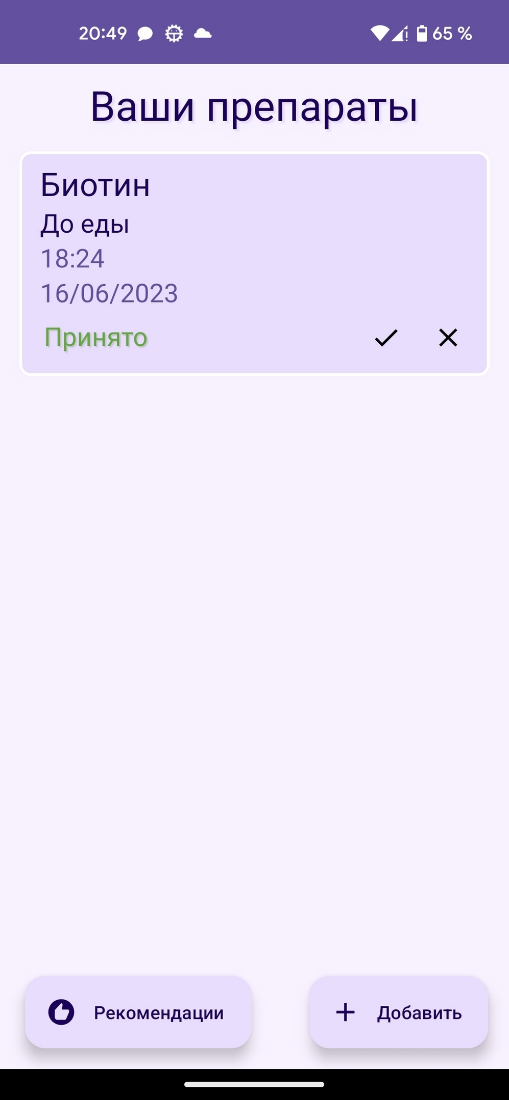 20:49 65 %
Ваши препараты
Биотин
До еды
18:24
16/06/2023
Принято
Рекомендации Добавить